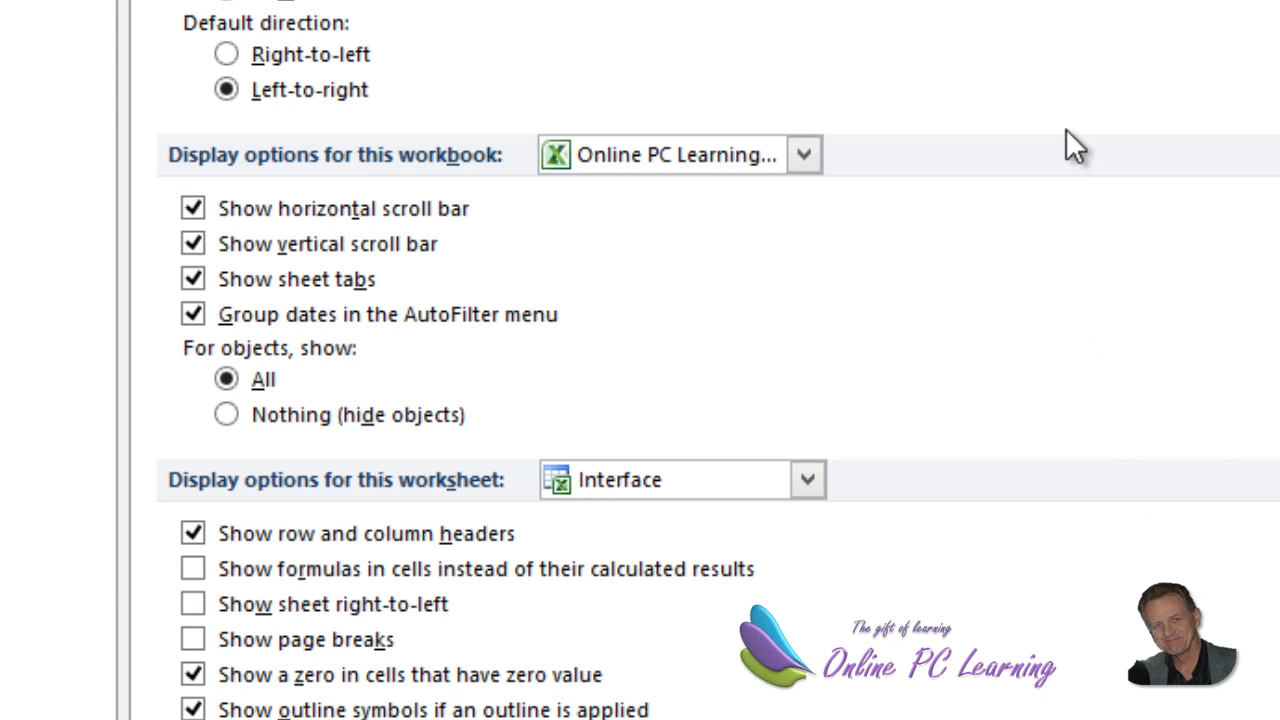 Default direction:
Right-to-left
Left-to-right
Display options for this workbook:
Online PC Learning...
Show horizontal scroll bar
Show vertical scroll bar
Show sheet tabs
Group dates in the AutoFilter menu
For objects, show:
All
Nothing (hide objects)
Display options for this worksheet:
Interface
Show row and column headers
Show formulas in cells instead of their calculated results
Show sheet right-to-left
Show page breaks
Show a zero in cells that have zero value
Show outline symbols if an outline is applied
The gift of learning
Online PC Learning